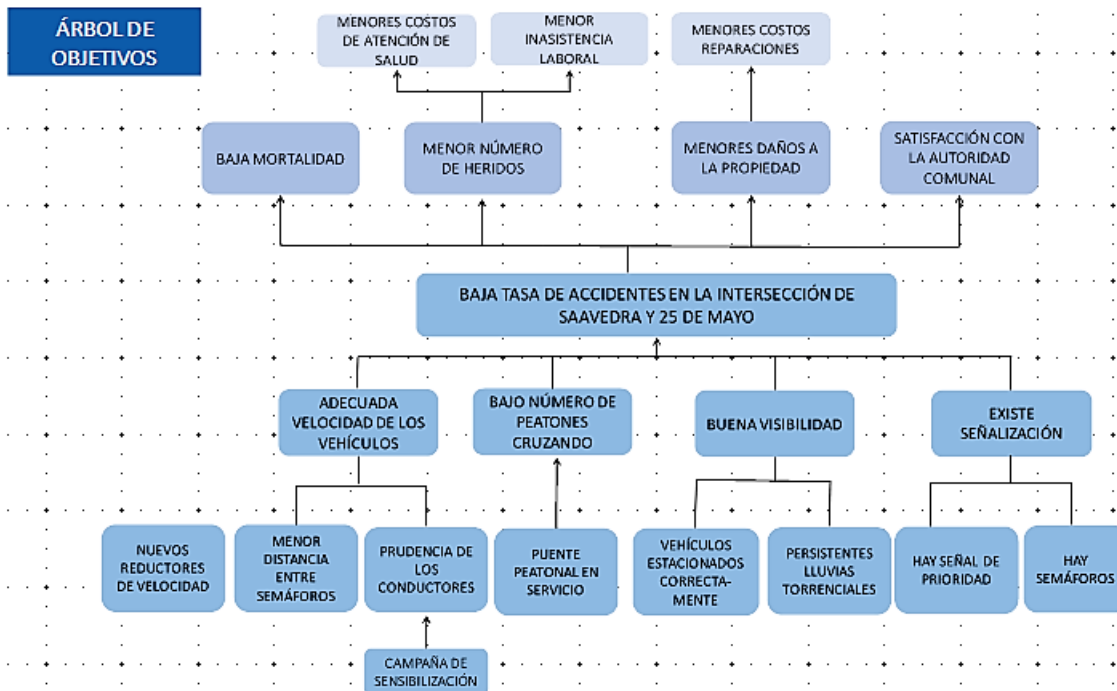 ÁRBOL DE
OBJETIVOS
MENORES COSTOS
DE ATENCIÓN DE
SALUD
MENOR
INASISTENCIA
LABORAL
MENORES COSTOS
REPARACIONES
BAJA MORTALIDAD
MENOR NÚMERO
DE HERIDOS
MENORES DAÑOS A
LA PROPIEDAD
SATISFACCIÓN CON
LA AUTORIDAD
COMUNAL
BAJA TASA DE ACCIDENTES EN LA INTERSECCIÓN DE
SAAVEDRA Y 25 DE MAYO
ADECUADA
VELOCIDAD DE LOS
VEHÍCULOS
BAJO NÚMERO DE
PEATONES
CRUZANDO
BUENA VISIBILIDAD
EXISTE
SEÑALIZACIÓN
NUEVOS
REDUCTORES
DE VELOCIDAD
MENOR
DISTANCIA
ENTRE
SEMÁFOROS
PRUDENCIA DE
LOS
CONDUCTORES
PUENTE
PEATONAL EN
SERVICIO
VEHÍCULOS
ESTACIONADOS
CORRECTA-
MENTE
PERSISTENTES
LLUVIAS
TORRENCIALES
HAY SEÑAL DE
PRIORIDAD
HAY
SEMÁFOROS
CAMPAÑA DE
SENSIBILIZACIÓN